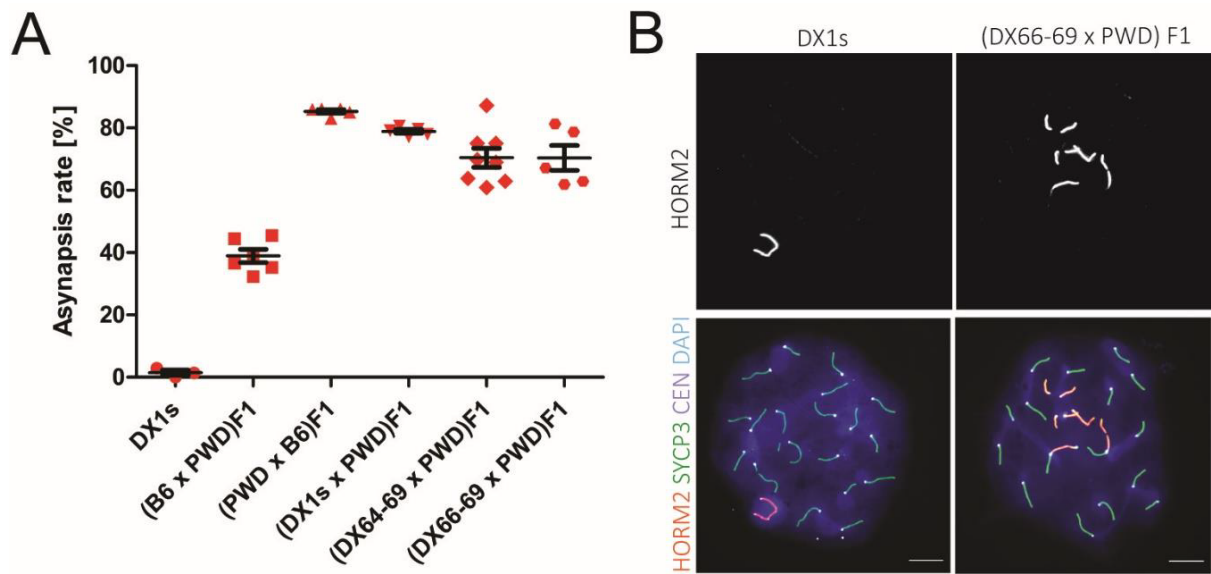 A
Asynapsis rate [%]
100
80
60
40
20
0
DX1s
(B6 x PWD)F1
(PWD x B6)F1
(DX1s x PWD)F1
(DX64-69 x PWD)F1
(DX66-69 x PWD)F1
B
DX1s
(DX66-69 x PWD) F1
HORM2
HORM2 SYCP3 CEN DAPI